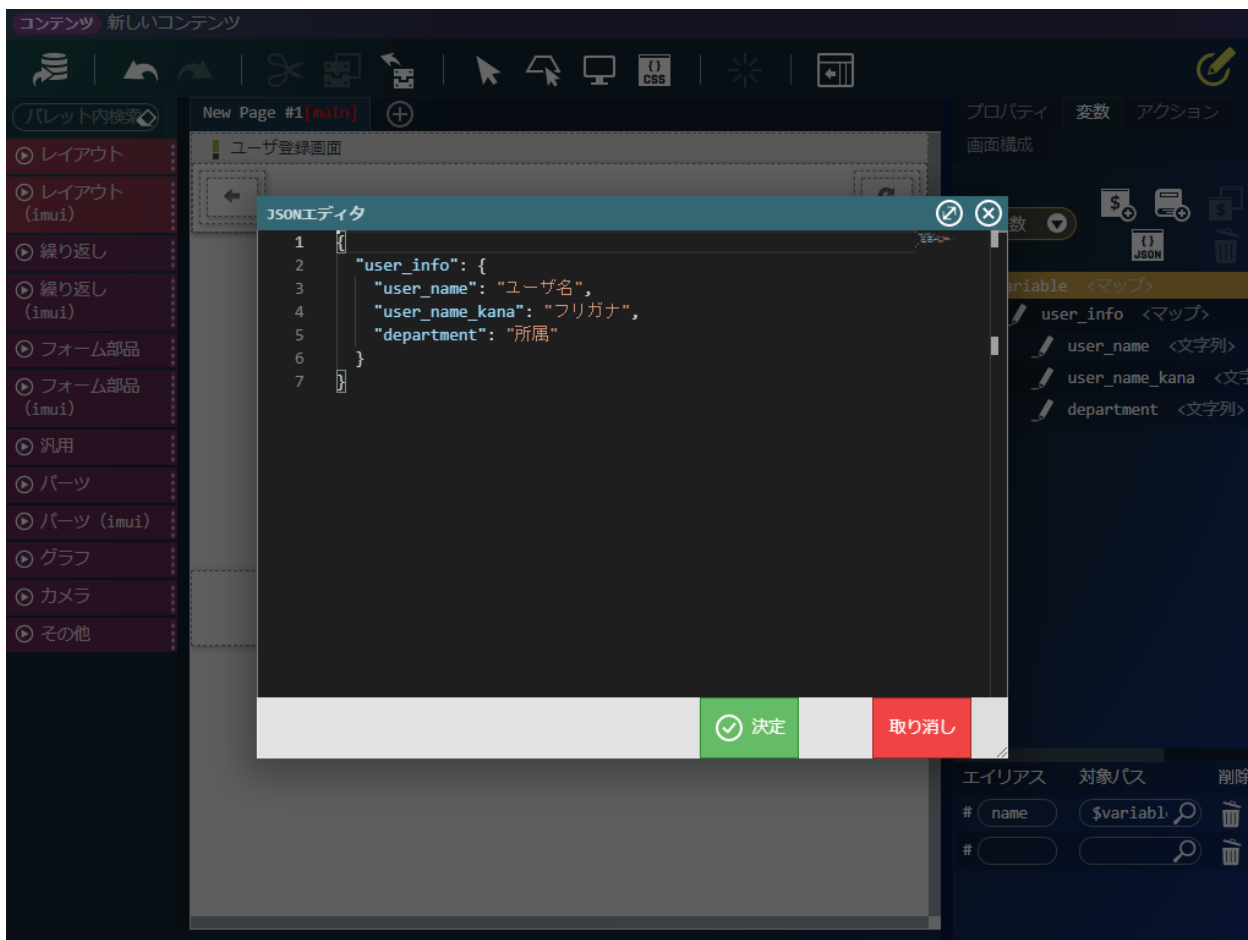 コンテンツ 新しいコンテンツ
{} CSS
パレット内検索
New Page #1[main]
プロパティ 変数 アクション
画面構成
レイアウト
レイアウト
(imui)
繰り返し
繰り返し
(imui)
フォーム部品
フォーム部品
(imui)
汎用
パーツ
パーツ (imui)
グラフ
カメラ
その他
ユーザ登録画面
JSONエディタ
1 {
2 "user_info": {
3 "user_name": "ユーザ名",
4 "user_name_kana": "フリガナ",
5 "department": "所属"
6 }
7 }
決定 取り消し
数
$ $
{} JSON
ariable <マップ>
user_info <マップ>
user_name <文字列>
user_name_kana <文字
department <文字列>
エイリアス 対象パス 削除
# name $variabl
#